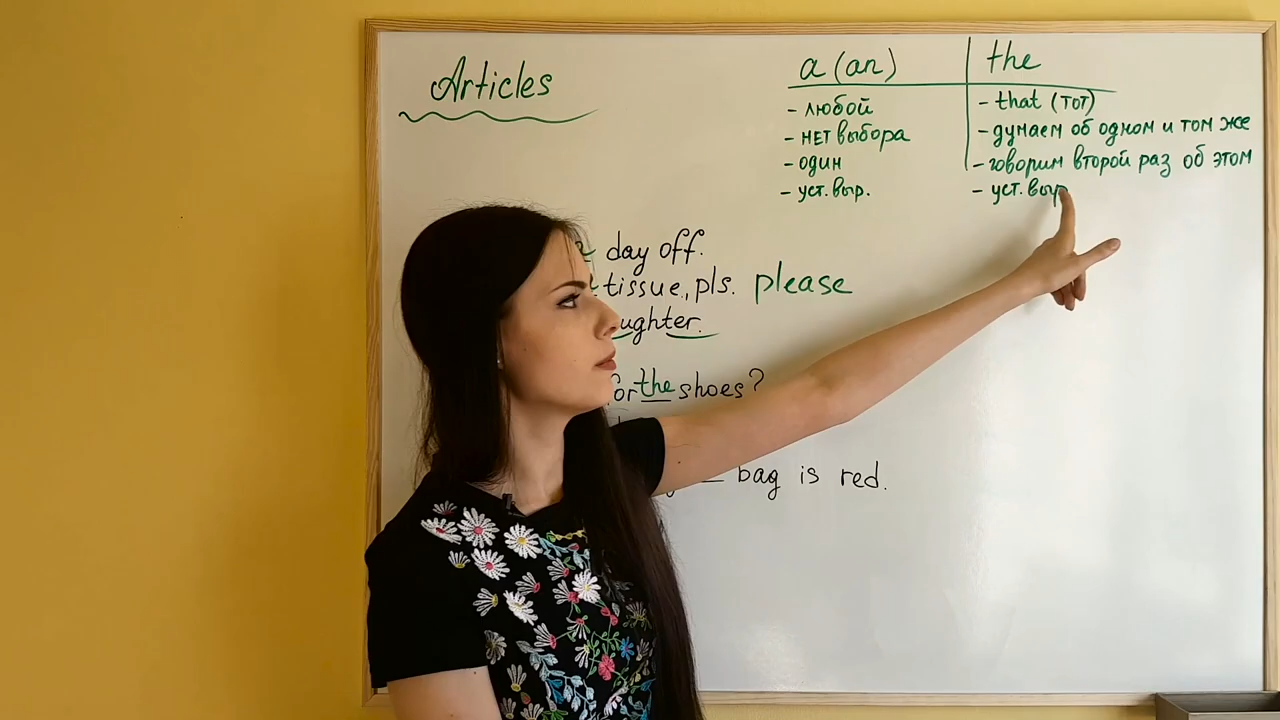 Articles
a (an) the
- любой - that (тот)
- нет выбора - думаем об одном и том же
- один - говорим второй раз об этом
- уст. выр. - уст. выр
day off.
tissue, pls. please
ughter.
for the shoes?
bag is red.